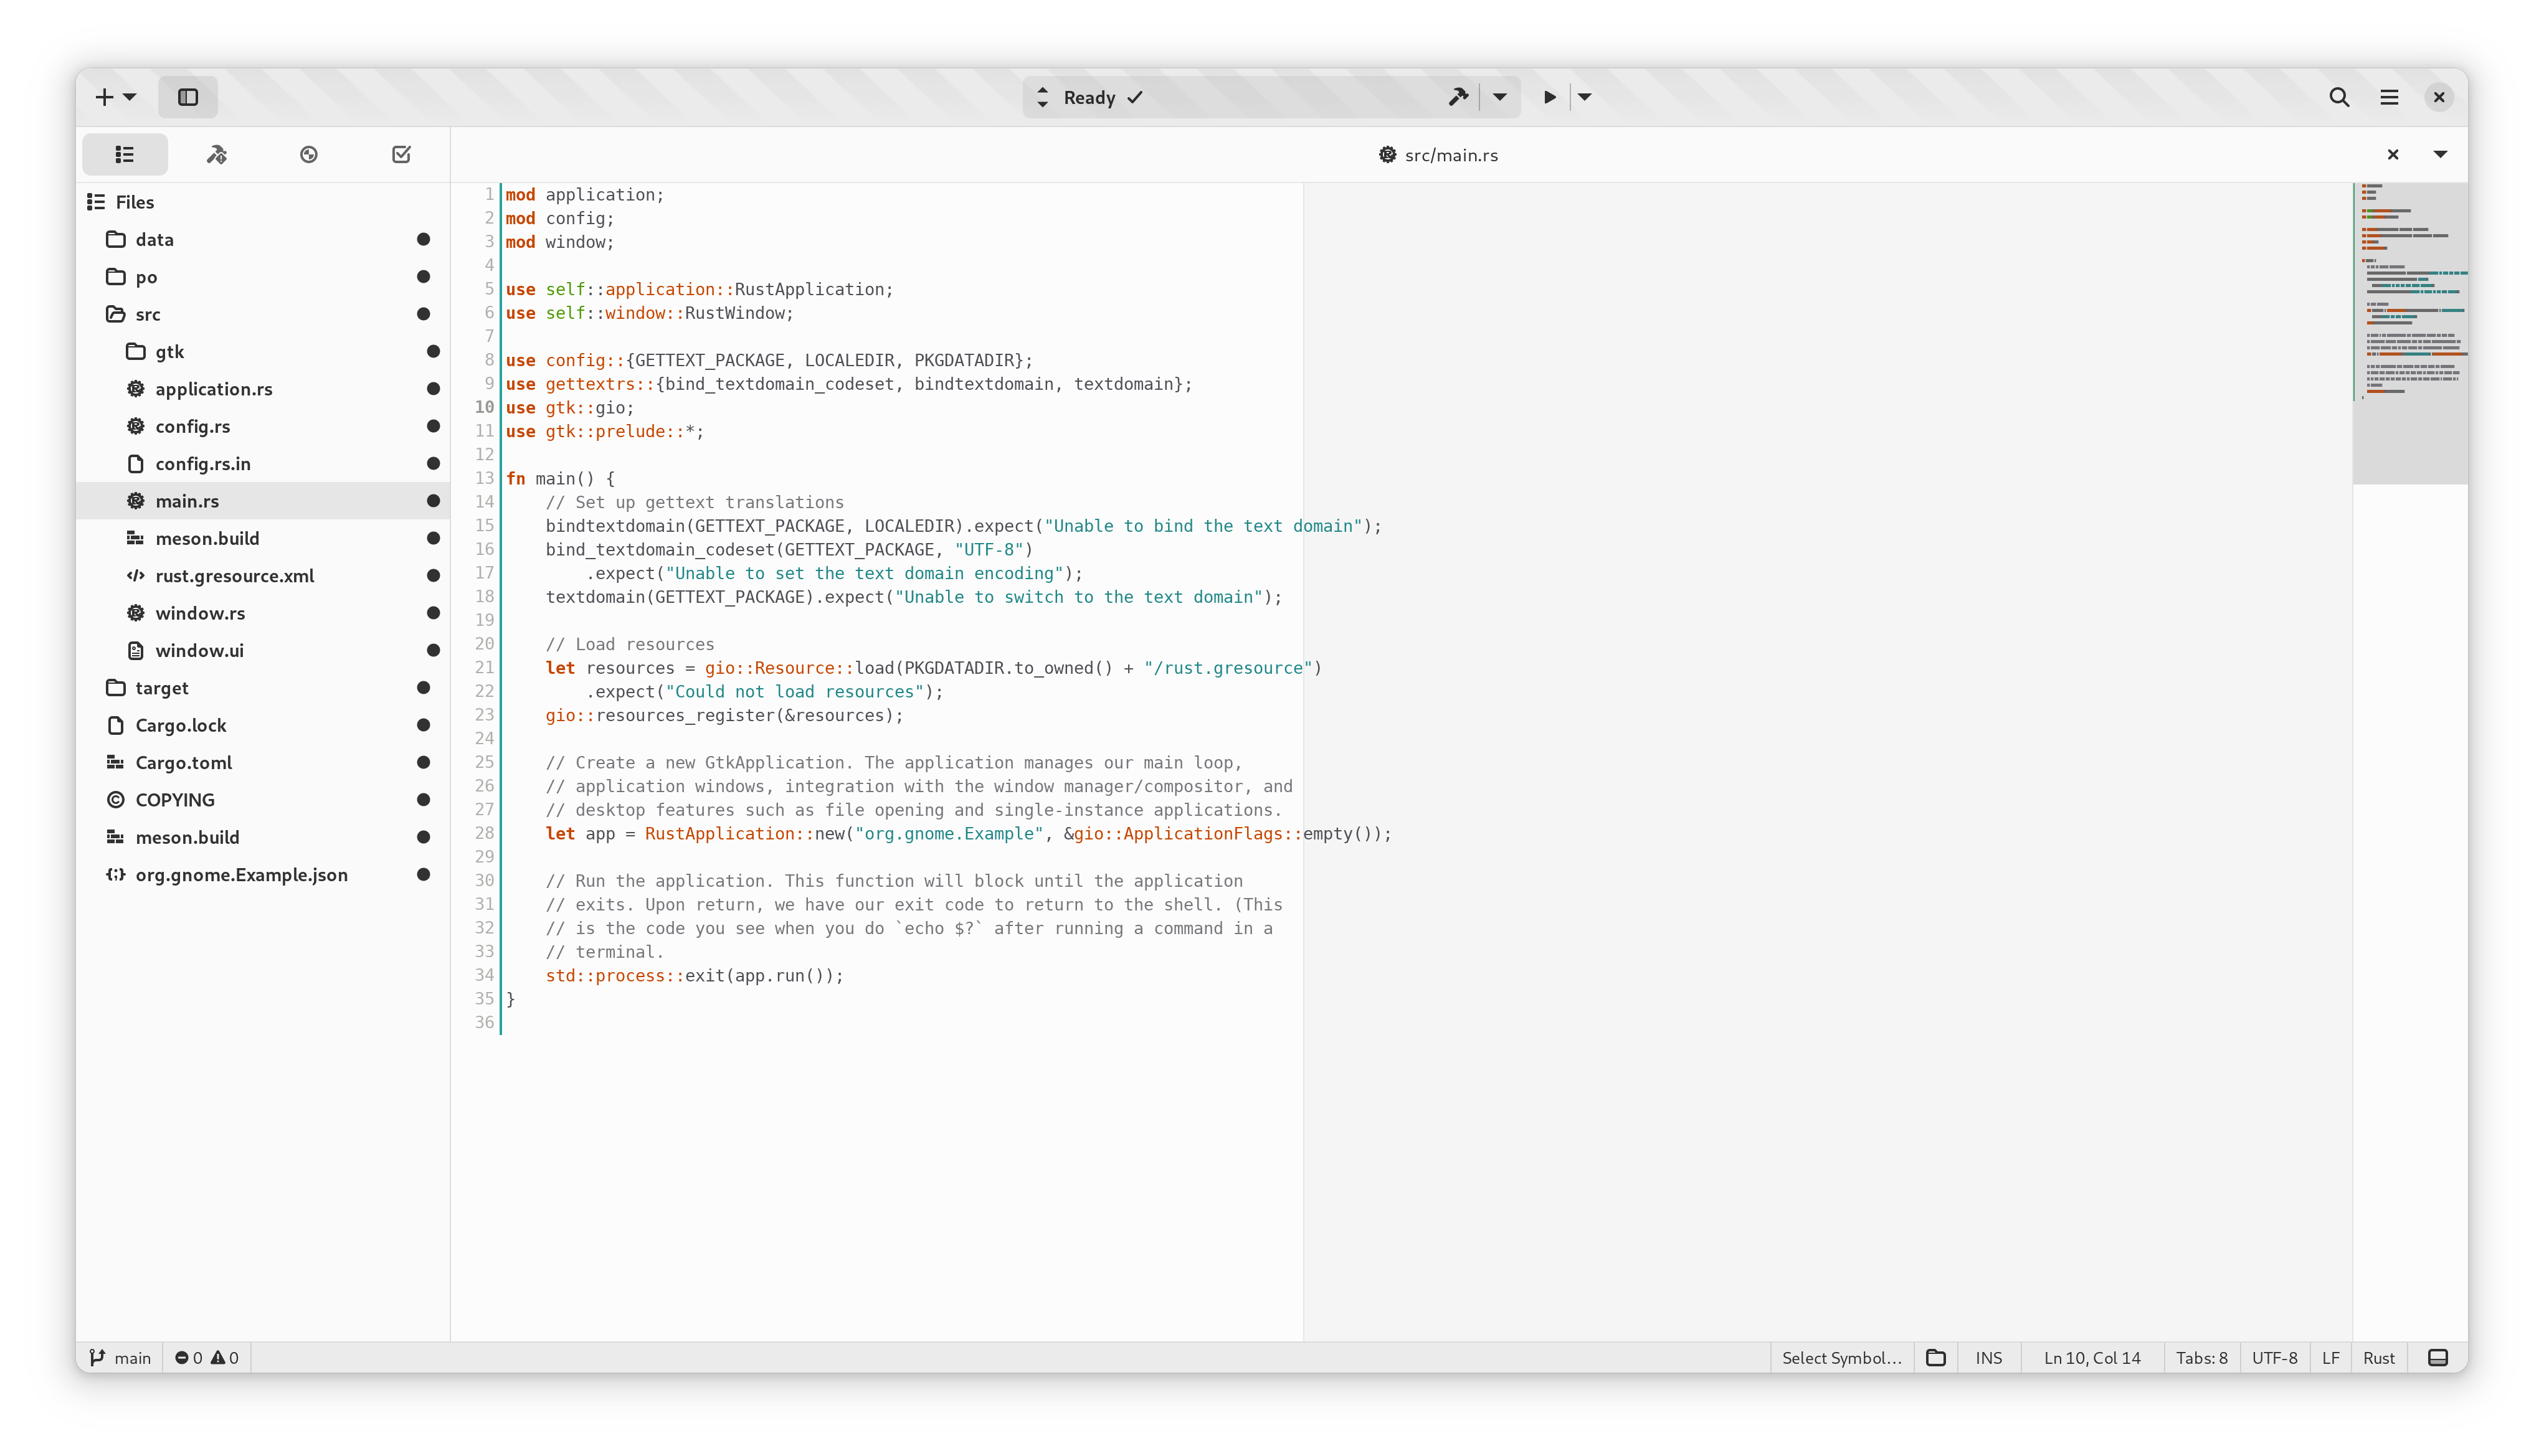 Ready
src/main.rs
Files
data
po
src
gtk
application.rs
config.rs
config.rs.in
main.rs
meson.build
rust.gresource.xml
window.rs
window.ui
target
Cargo.lock
Cargo.toml
COPYING
meson.build
org.gnome.Example.json
1 mod application;
2 mod config;
3 mod window;
4
5 use self::application::RustApplication;
6 use self::window::RustWindow;
7
8 use config::{GETTEXT_PACKAGE, LOCALEDIR, PKGDATADIR};
9 use gettextrs::{bind_textdomain_codeset, bindtextdomain, textdomain};
10 use gtk::gio;
11 use gtk::prelude::*;
12
13 fn main() {
14     // Set up gettext translations
15     bindtextdomain(GETTEXT_PACKAGE, LOCALEDIR).expect("Unable to bind the text domain");
16     bind_textdomain_codeset(GETTEXT_PACKAGE, "UTF-8")
17         .expect("Unable to set the text domain encoding");
18     textdomain(GETTEXT_PACKAGE).expect("Unable to switch to the text domain");
19
20     // Load resources
21     let resources = gio::Resource::load(PKGDATADIR.to_owned() + "/rust.gresource")
22         .expect("Could not load resources");
23     gio::resources_register(&resources);
24
25     // Create a new GtkApplication. The application manages our main loop,
26     // application windows, integration with the window manager/compositor, and
27     // desktop features such as file opening and single-instance applications.
28     let app = RustApplication::new("org.gnome.Example", &gio::ApplicationFlags::empty());
29
30     // Run the application. This function will block until the application
31     // exits. Upon return, we have our exit code to return to the shell. (This
32     // is the code you see when you do `echo $?` after running a command in a
33     // terminal.
34     std::process::exit(app.run());
35 }
36
main 0 0 Select Symbol… INS Ln 10, Col 14 Tabs: 8 UTF-8 LF Rust